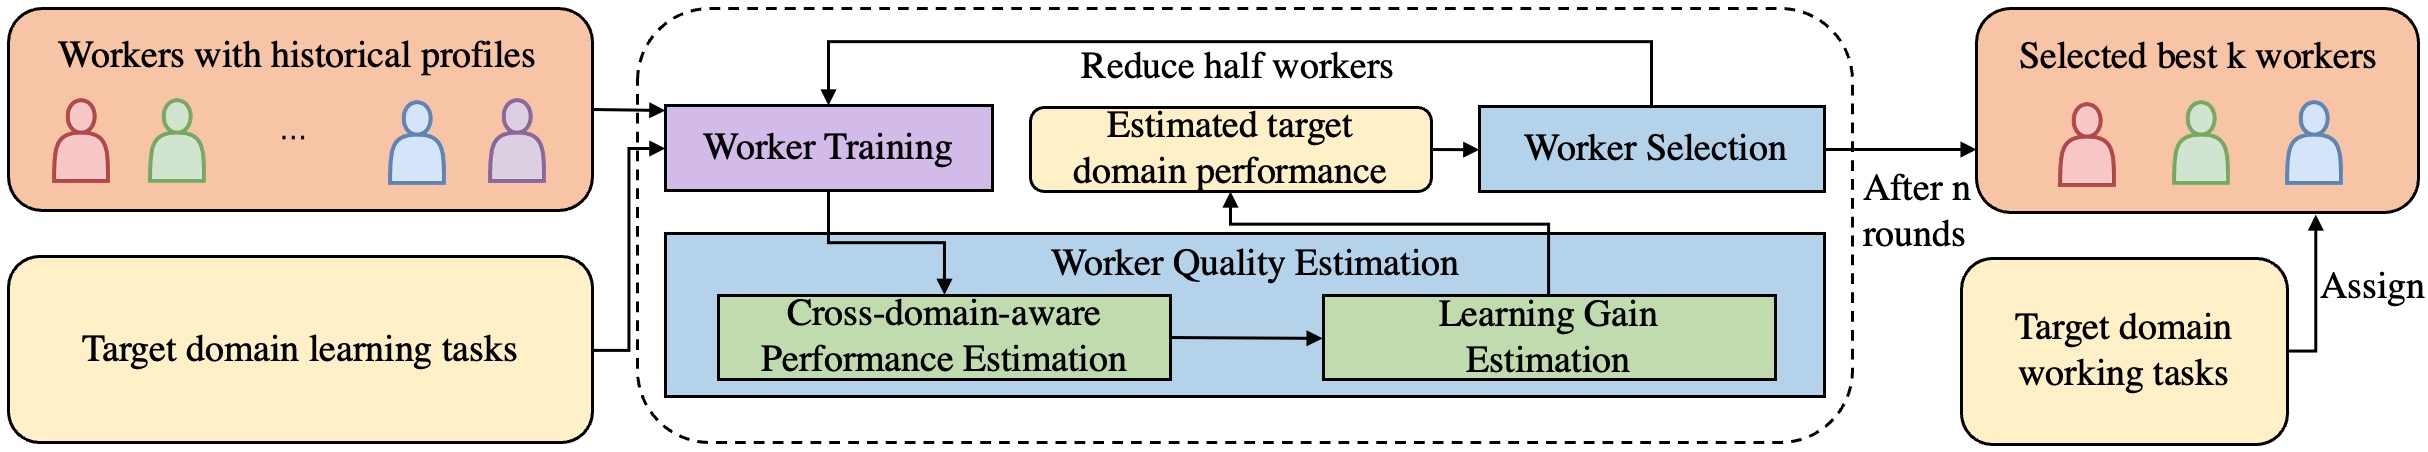 Workers with historical profiles
...
Target domain learning tasks
Reduce half workers
Worker Training
Estimated target
domain performance
Worker Selection
Worker Quality Estimation
Cross-domain-aware
Performance Estimation
Learning Gain
Estimation
After n
rounds
Selected best k workers
Assign
Target domain
working tasks